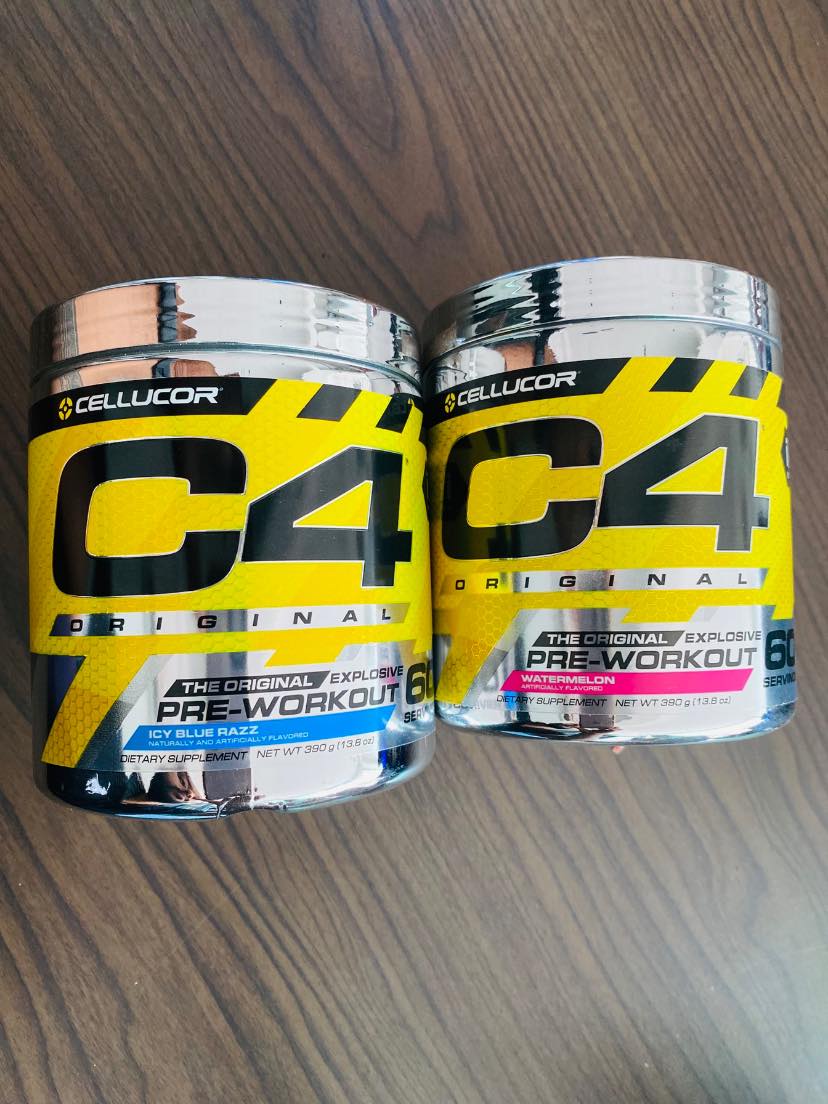 CELLUCOR®
C4
ORIGINAL
THE ORIGINAL EXPLOSIVE
PRE-WORKOUT
ICY BLUE RAZZ
NATURALLY AND ARTIFICIALLY FLAVORED
DIETARY SUPPLEMENT NET WT 390 g (13.8 oz)
60
CELLUCOR®
C4
ORIGINAL
THE ORIGINAL EXPLOSIVE
PRE-WORKOUT
WATERMELON
ARTIFICIALLY FLAVORED
DIETARY SUPPLEMENT NET WT 390 g (13.8 oz)
60